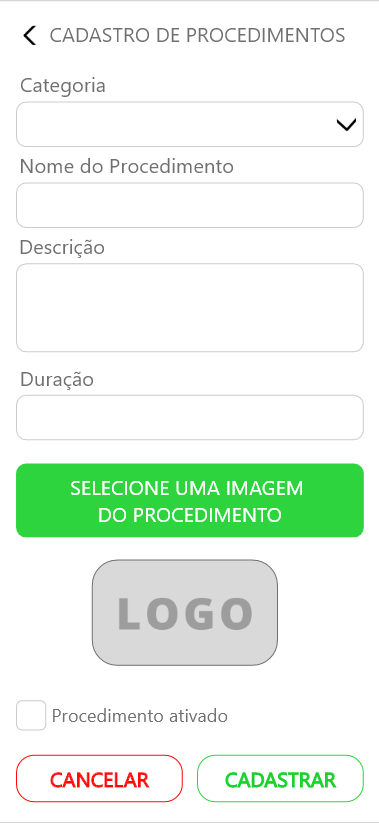 CADASTRO DE PROCEDIMENTOS
Categoria
Nome do Procedimento
Descrição
Duração
SELECIONE UMA IMAGEM
DO PROCEDIMENTO
LOGO
Procedimento ativado
CANCELAR
CADASTRAR